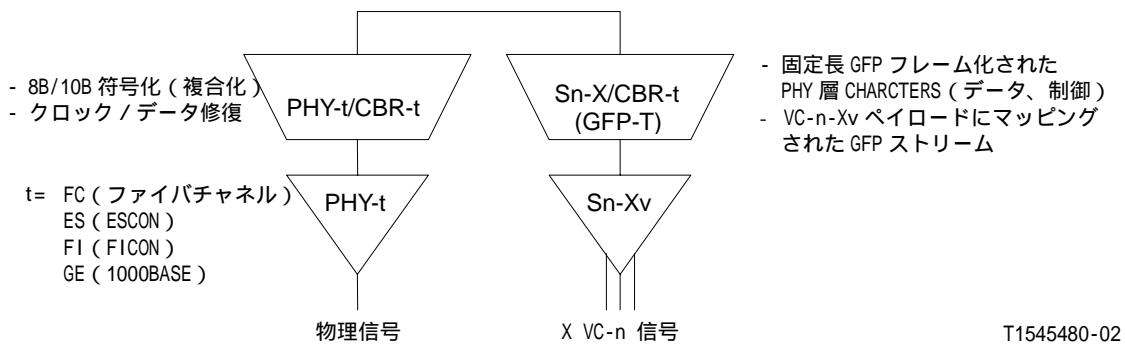 - 8B/10B 符号化（複合化）
- クロック／データ修復
PHY-t/CBR-t
Sn-X/CBR-t
(GFP-T)
- 固定長 GFP フレーム化された
PHY 層 CHARCTERS（データ、制御）
- VC-n-Xv ペイロードにマッピング
された GFP ストリーム
t= FC（ファイバチャネル）
ES（ESCON）
FI（FICON）
GE（1000BASE）
PHY-t
Sn-Xv
物理信号
X VC-n 信号
T1545480-02